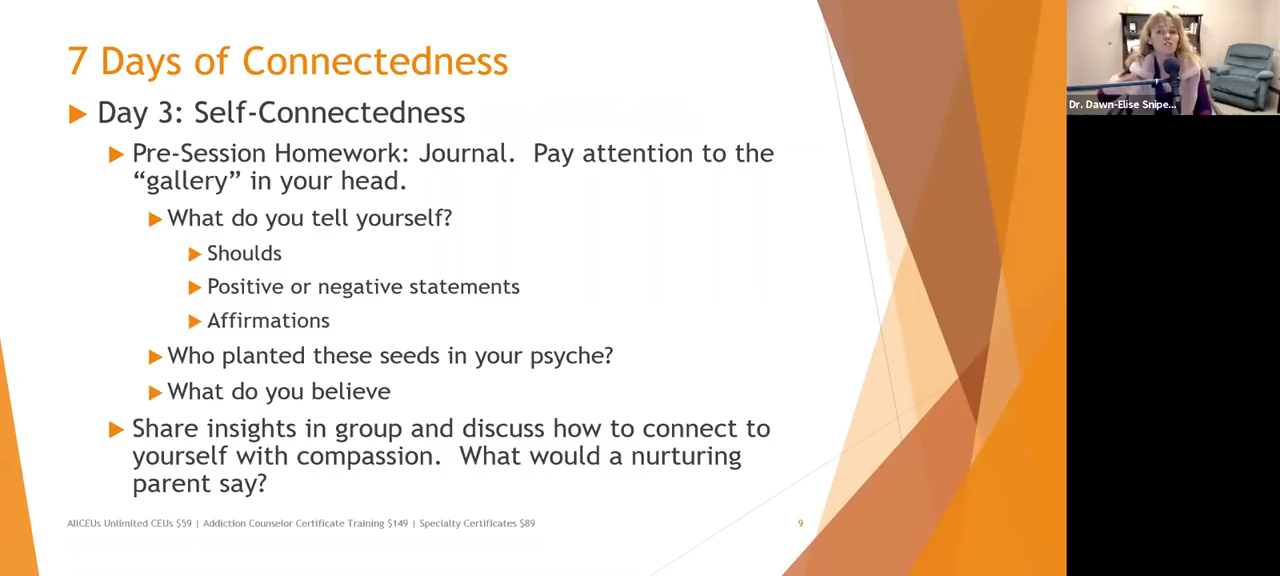 7 Days of Connectedness
Day 3: Self-Connectedness
Pre-Session Homework: Journal.  Pay attention to the
“gallery” in your head.
What do you tell yourself?
Shoulds
Positive or negative statements
Affirmations
Who planted these seeds in your psyche?
What do you believe
Share insights in group and discuss how to connect to
yourself with compassion.  What would a nurturing
parent say?
AllCEUs Unlimited CEUs $59 | Addiction Counselor Certificate Training $149 | Specialty Certificates $89
9
Dr. Dawn-Elise Snipe...